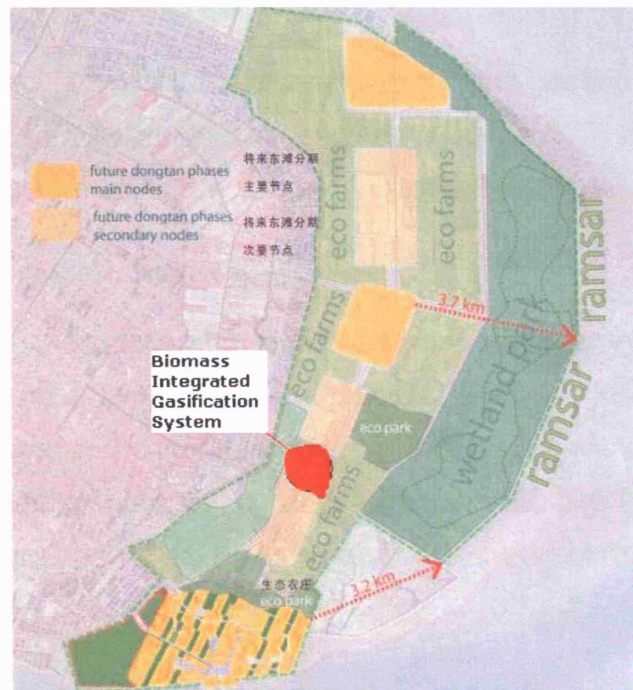 future dongtan phases
main nodes
将来东滩分期
主要节点
future dongtan phases
secondary nodes
将来东滩分期
次要节点
eco farms
eco farms
ramsar
3.7 km
eco farms
wetland park
ramsar
Biomass
Integrated
Gasification
System
eco park
eco farms
3.2 km
生态农庄
eco park